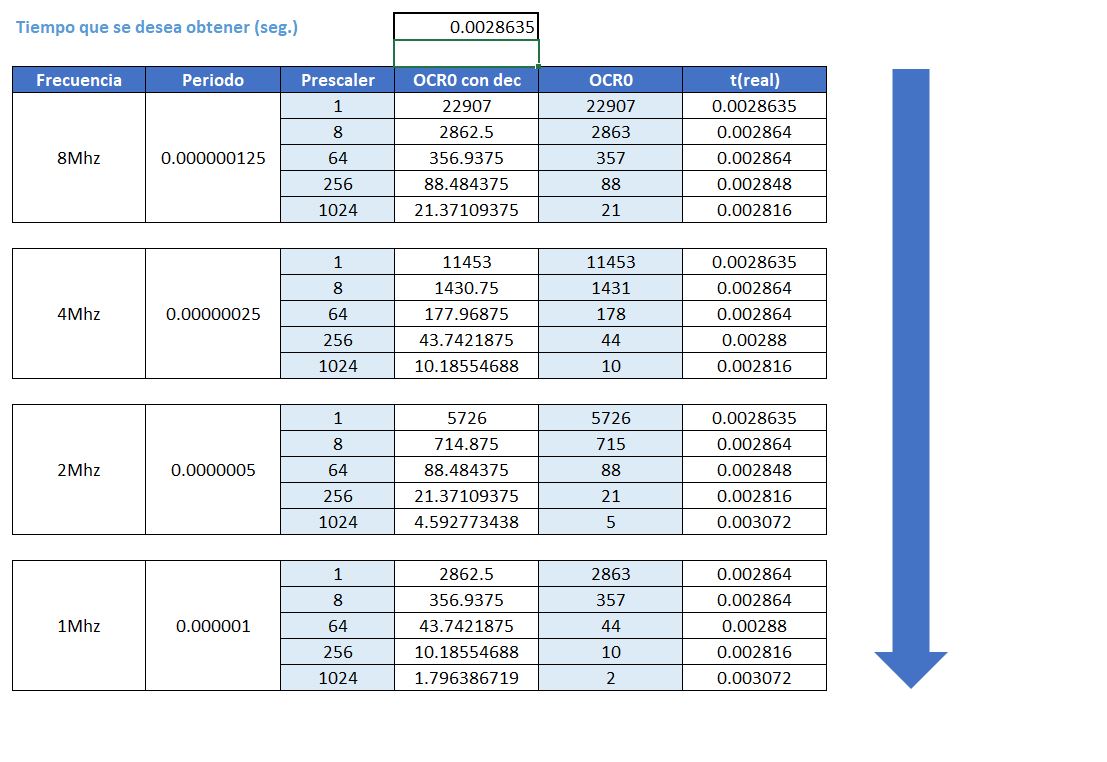 Tiempo que se desea obtener (seg.) 0.0028635
Frecuencia Periodo Prescaler OCR0 con dec OCR0 t(real)
1 22907 22907 0.0028635
8 2862.5 2863 0.002864
8Mhz 0.000000125 64 356.9375 357 0.002864
256 88.484375 88 0.002848
1024 21.37109375 21 0.002816
1 11453 11453 0.0028635
8 1430.75 1431 0.002864
4Mhz 0.00000025 64 177.96875 178 0.002864
256 43.7421875 44 0.00288
1024 10.18554688 10 0.002816
1 5726 5726 0.0028635
8 714.875 715 0.002864
2Mhz 0.0000005 64 88.484375 88 0.002848
256 21.37109375 21 0.002816
1024 4.592773438 5 0.003072
1 2862.5 2863 0.002864
8 356.9375 357 0.002864
1Mhz 0.000001 64 43.7421875 44 0.00288
256 10.18554688 10 0.002816
1024 1.796386719 2 0.003072